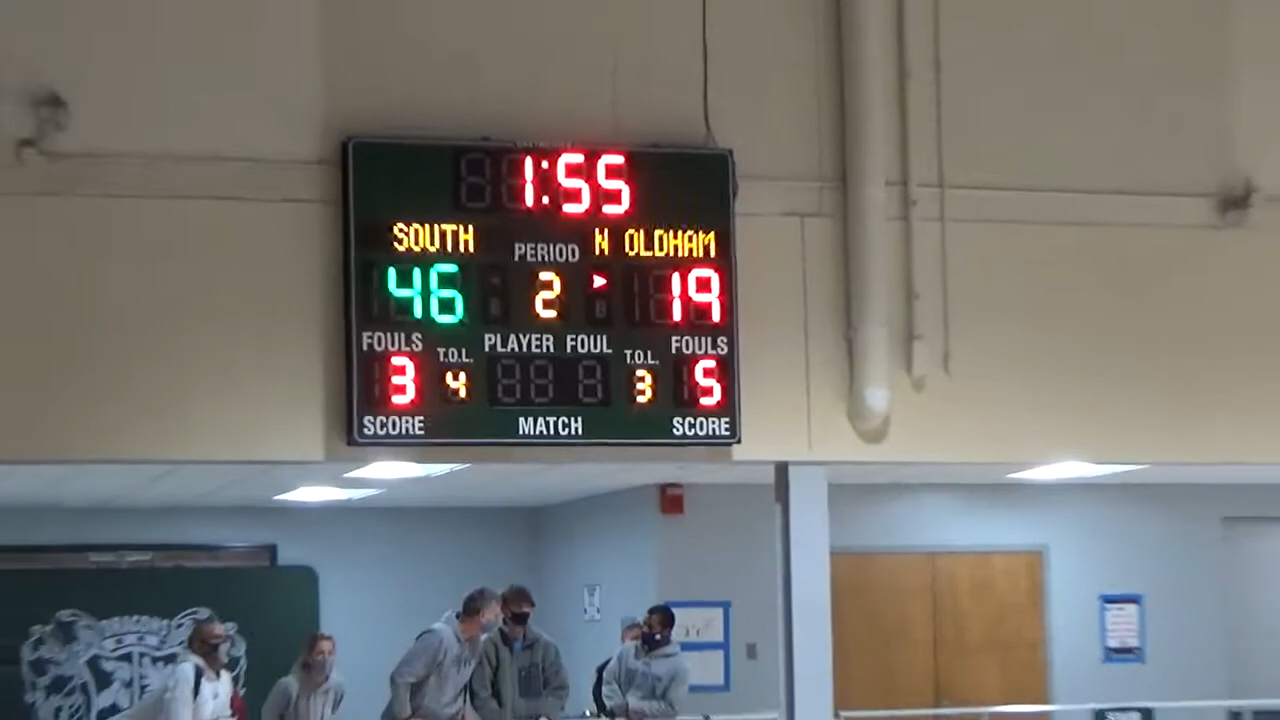 1:55
SOUTH PERIOD N OLDHAM
46 2 19
FOULS T.O.L. PLAYER FOUL T.O.L. FOULS
3 4 3 5
SCORE MATCH SCORE